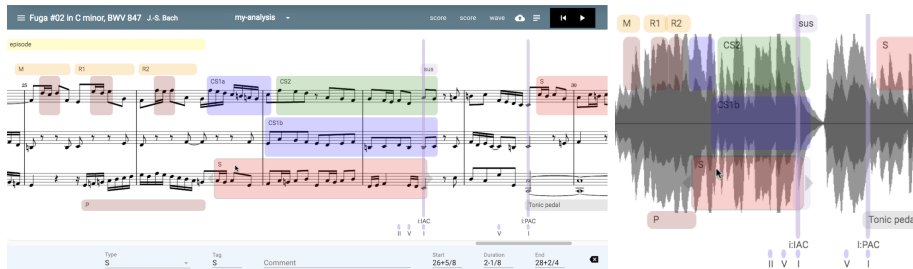 Fuga #02 in C minor, BWV 847 J.-S. Bach my-analysis score score wave
episode
M R1 R2 CS1a CS2 sus S
25 30
CS1b
S
P Tonic pedal
i:IAC I:PAC
II V I V I
Type Tag Comment Start Duration End
S S 26+5/8 2-1/8 28+2/4
M R1 R2 sus
CS2 S
CS1b
S
P Tonic peda
i:IAC I:PAC
II V I V I